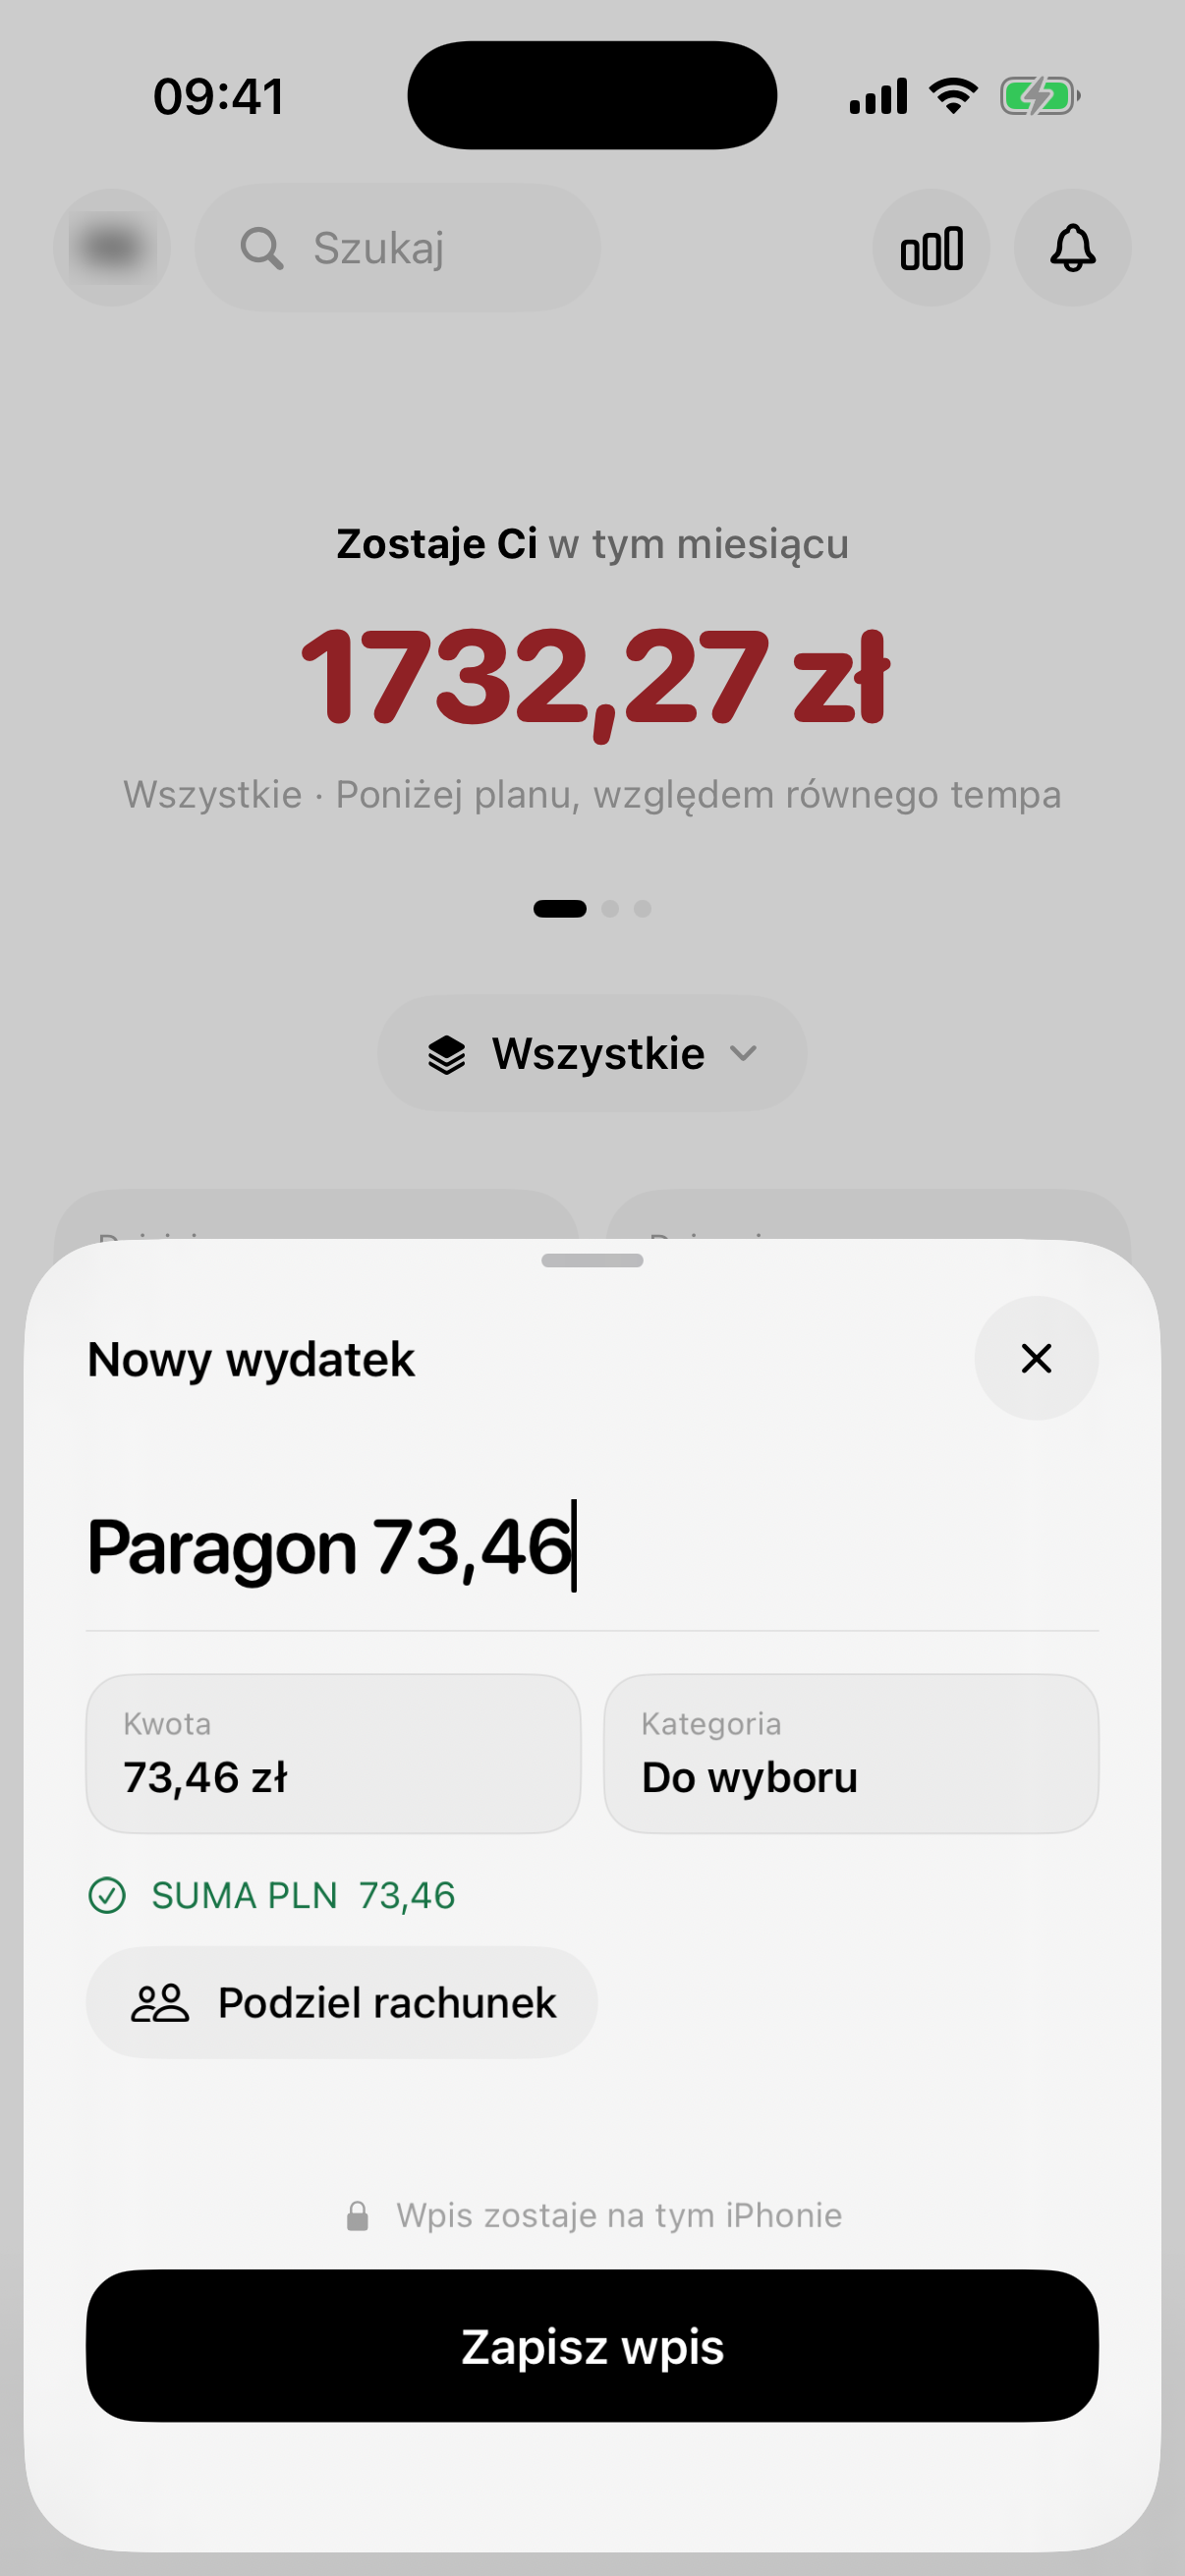 09:41
Szukaj
Zostaje Ci w tym miesiącu
1732,27 zł
Wszystkie · Poniżej planu, względem równego tempa
Wszystkie
Nowy wydatek
Paragon 73,46
Kwota
73,46 zł
Kategoria
Do wyboru
SUMA PLN 73,46
Podziel rachunek
Wpis zostaje na tym iPhonie
Zapisz wpis